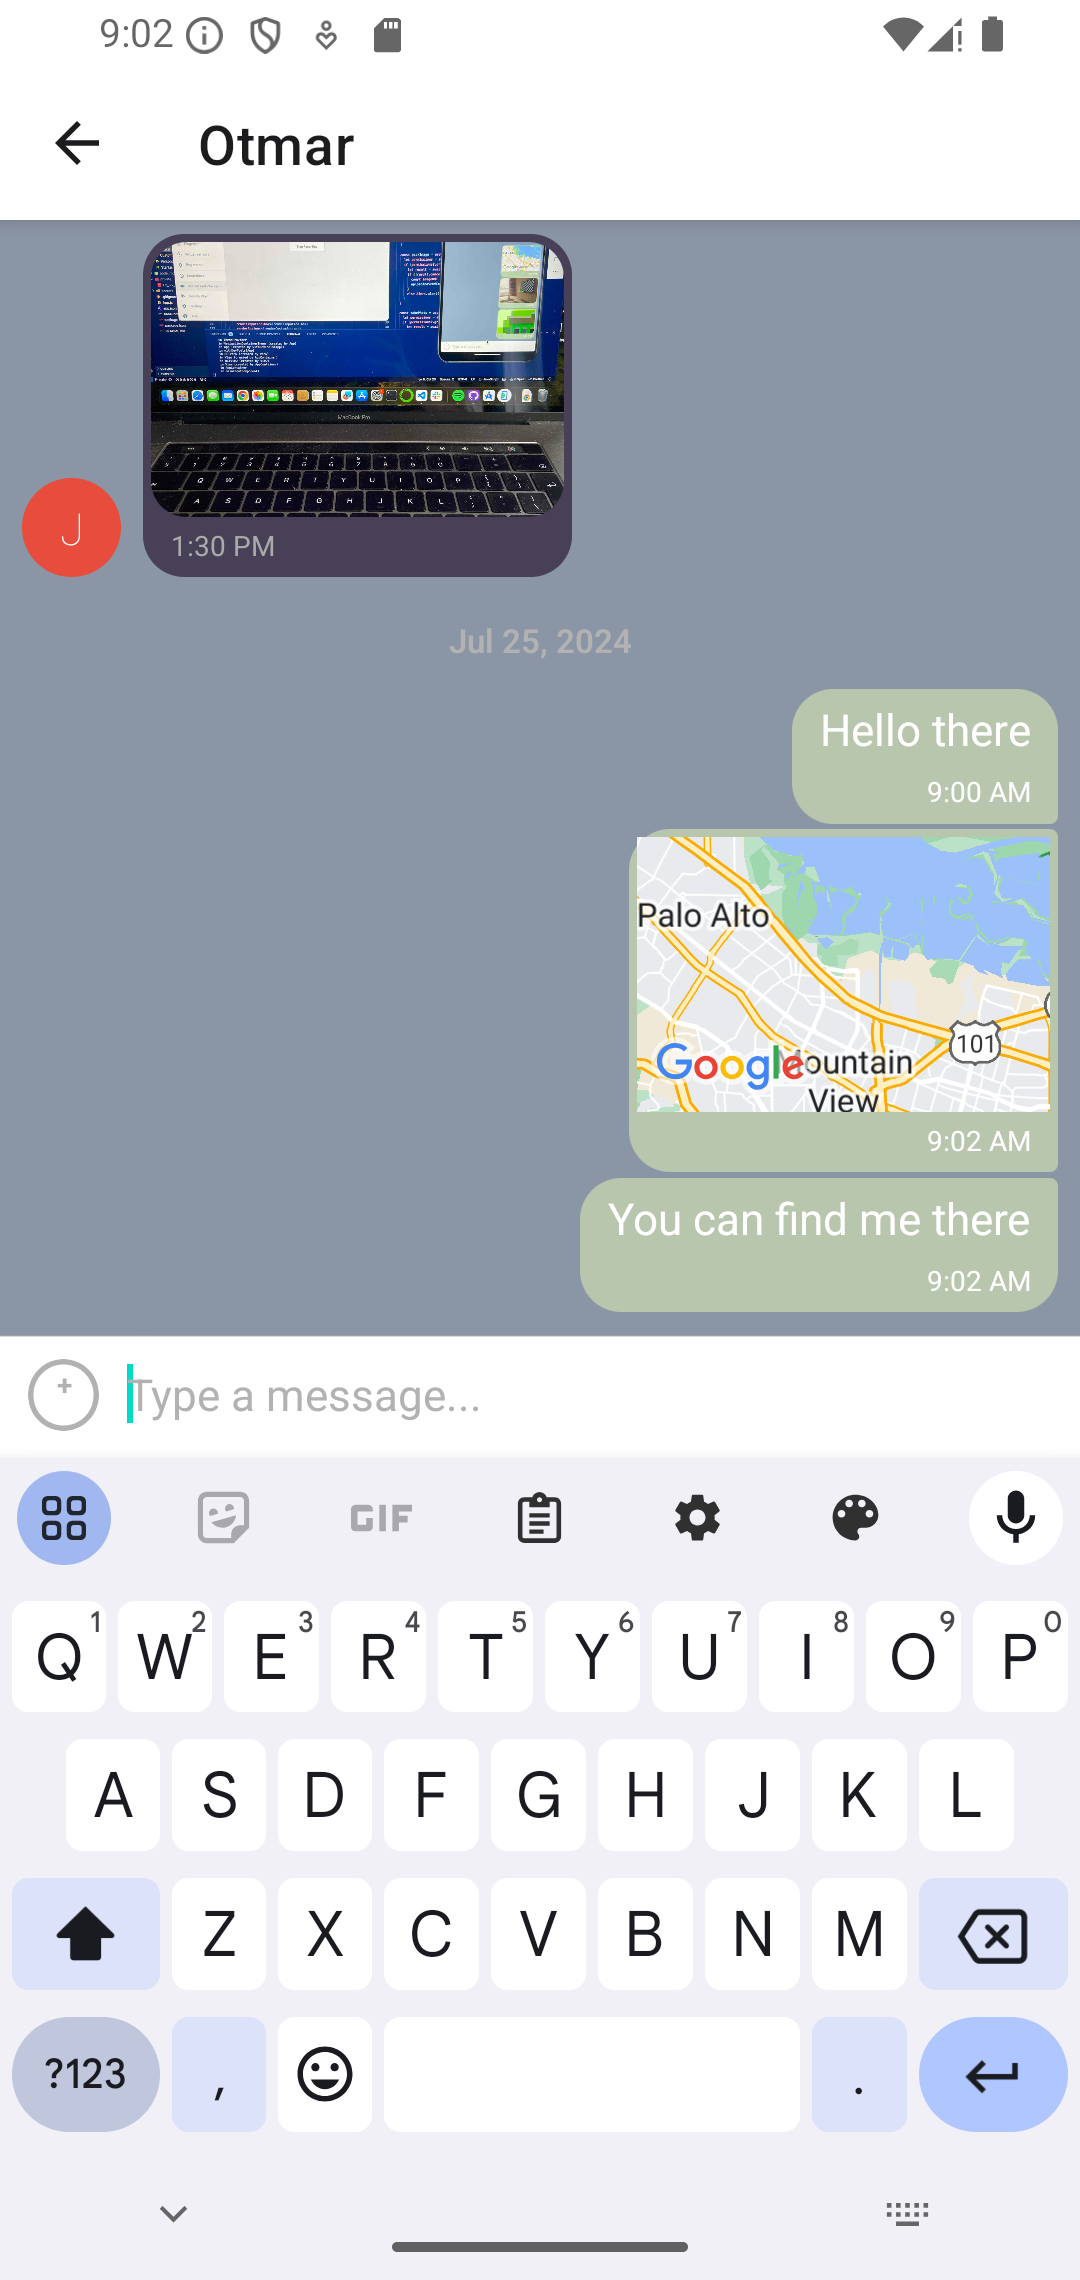 9:02
Otmar
MacBook Pro
Q W E R T Y U I O P
A S D F G H J K L
J
1:30 PM
Jul 25, 2024
Hello there
9:00 AM
Palo Alto
101
Google
View
9:02 AM
You can find me there
9:02 AM
Type a message...
GIF
Q1 W2 E3 R4 T5 Y6 U7 I8 O9 P0
A S D F G H J K L
Z X C V B N M
?123 , .